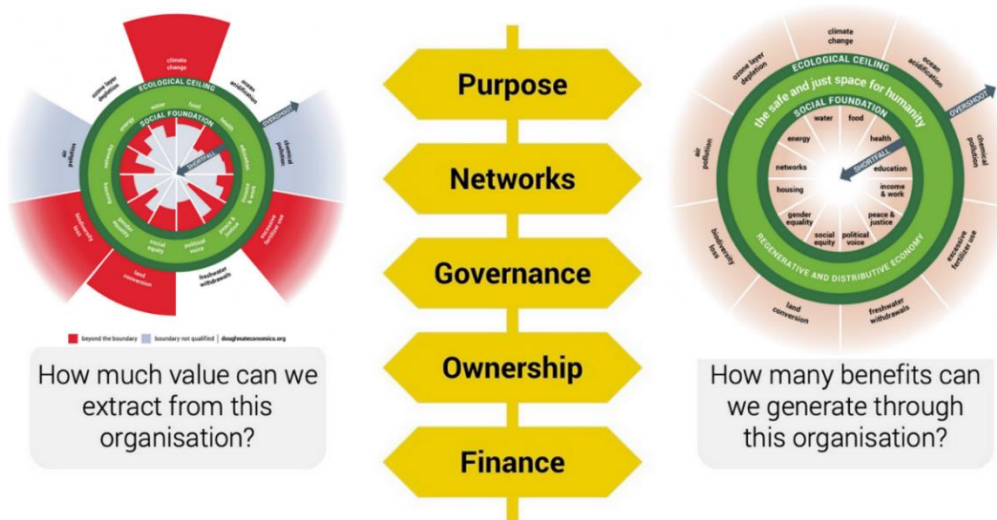 climate
change
ocean
acidification
chemical
pollution
excessive
fertilizer use
freshwater
withdrawals
land
conversion
biodiversity
loss
air
pollution
ozone layer
depletion
ECOLOGICAL CEILING
OVERSHOOT
water
food
health
education
income
& work
peace &
justice
political
voice
social
equity
gender
equality
housing
networks
energy
SOCIAL FOUNDATION
SHORTFALL
beyond the boundary
boundary not qualified
doughnuteconomics.org
How much value can we
extract from this
organisation?
Purpose
Networks
Governance
Ownership
Finance
climate
change
ocean
acidification
chemical
pollution
excessive
fertilizer use
freshwater
withdrawals
land
conversion
biodiversity
loss
air
pollution
ozone layer
depletion
ECOLOGICAL CEILING
OVERSHOOT
the safe and just space for humanity
SOCIAL FOUNDATION
water
food
health
education
income
& work
peace &
justice
political
voice
social
equity
gender
equality
housing
networks
energy
SHORTFALL
REGENERATIVE AND DISTRIBUTIVE ECONOMY
How many benefits can
we generate through
this organisation?